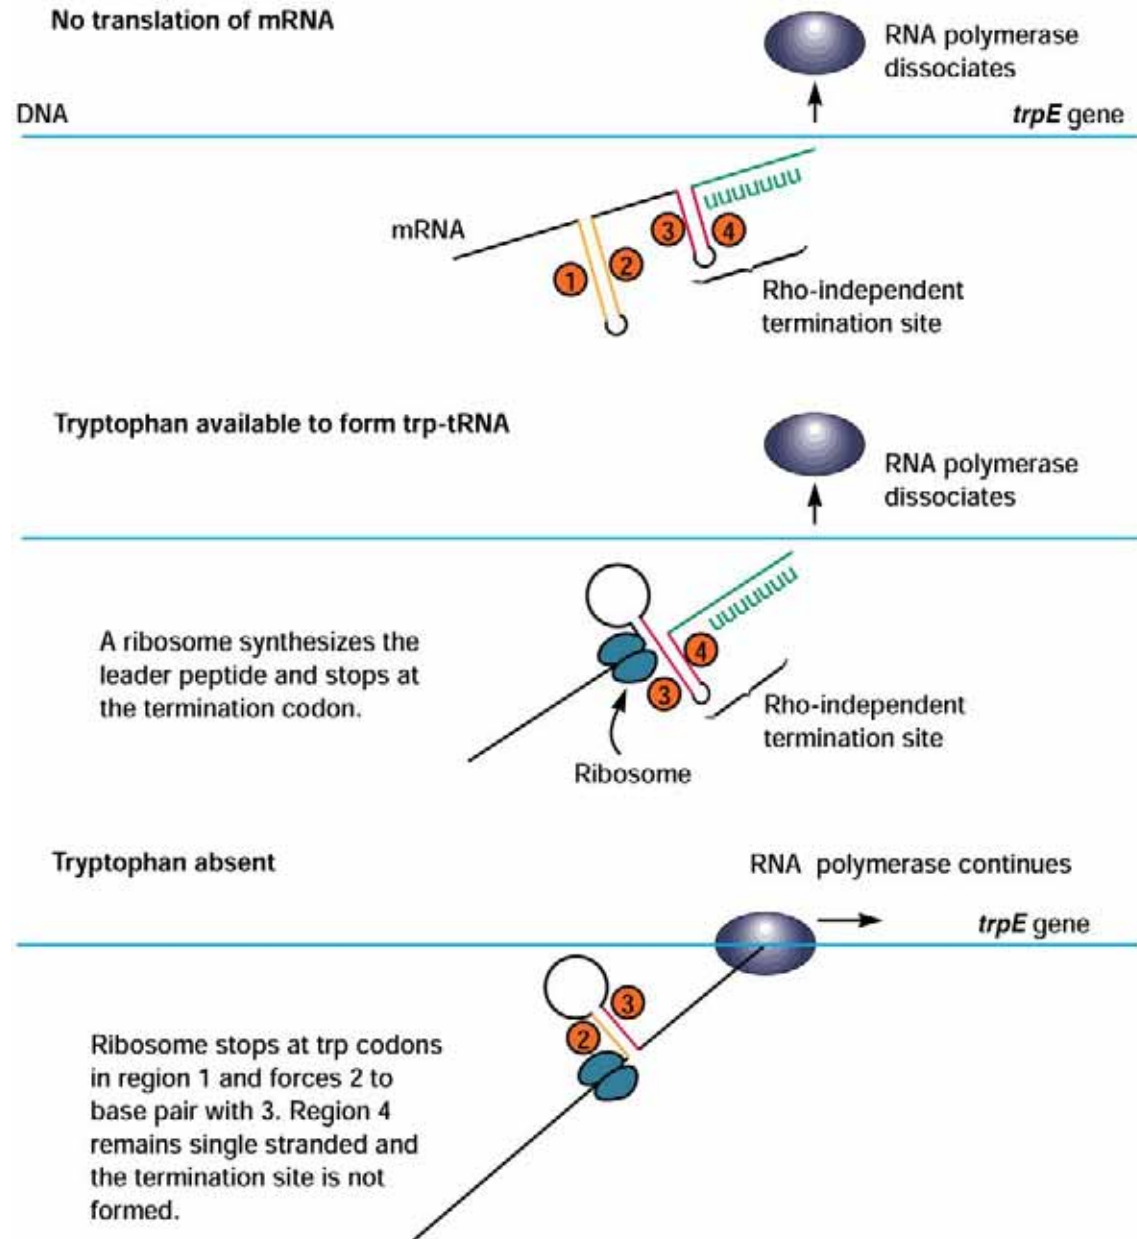 No translation of mRNA
RNA polymerase
dissociates
DNA
trpE gene
mRNA
uuuuuuu
3
4
1
2
Rho-independent
termination site
Tryptophan available to form trp-tRNA
RNA polymerase
dissociates
uuuuuuu
A ribosome synthesizes the
leader peptide and stops at
the termination codon.
4
3
Rho-independent
termination site
Ribosome
Tryptophan absent
RNA polymerase continues
trpE gene
3
2
Ribosome stops at trp codons
in region 1 and forces 2 to
base pair with 3. Region 4
remains single stranded and
the termination site is not
formed.